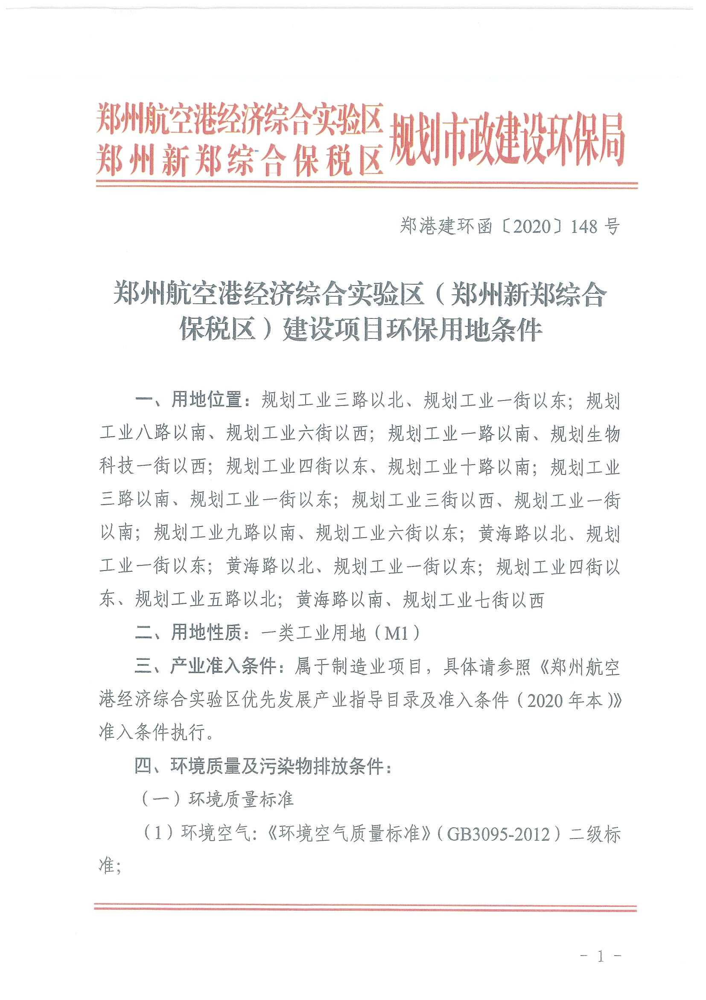 郑州航空港经济综合实验区
郑州新郑综合保税区
规划市政建设环保局
郑港建环函〔2020〕148 号
郑州航空港经济综合实验区（郑州新郑综合
保税区）建设项目环保用地条件
一、用地位置：规划工业三路以北、规划工业一街以东；规划
工业八路以南、规划工业六街以西；规划工业一路以南、规划生物
科技一街以西；规划工业四街以东、规划工业十路以南；规划工业
三路以南、规划工业一街以东；规划工业三街以西、规划工业一街
以南；规划工业九路以南、规划工业六街以东；黄海路以北、规划
工业一街以东；黄海路以北、规划工业一街以东；规划工业四街以
东、规划工业五路以北；黄海路以南、规划工业七街以西
二、用地性质：一类工业用地（M1）
三、产业准入条件：属于制造业项目，具体请参照《郑州航空
港经济综合实验区优先发展产业指导目录及准入条件（2020 年本）》
准入条件执行。
四、环境质量及污染物排放条件：
（一）环境质量标准
（1）环境空气：《环境空气质量标准》（GB3095-2012）二级标
准；
- 1 -